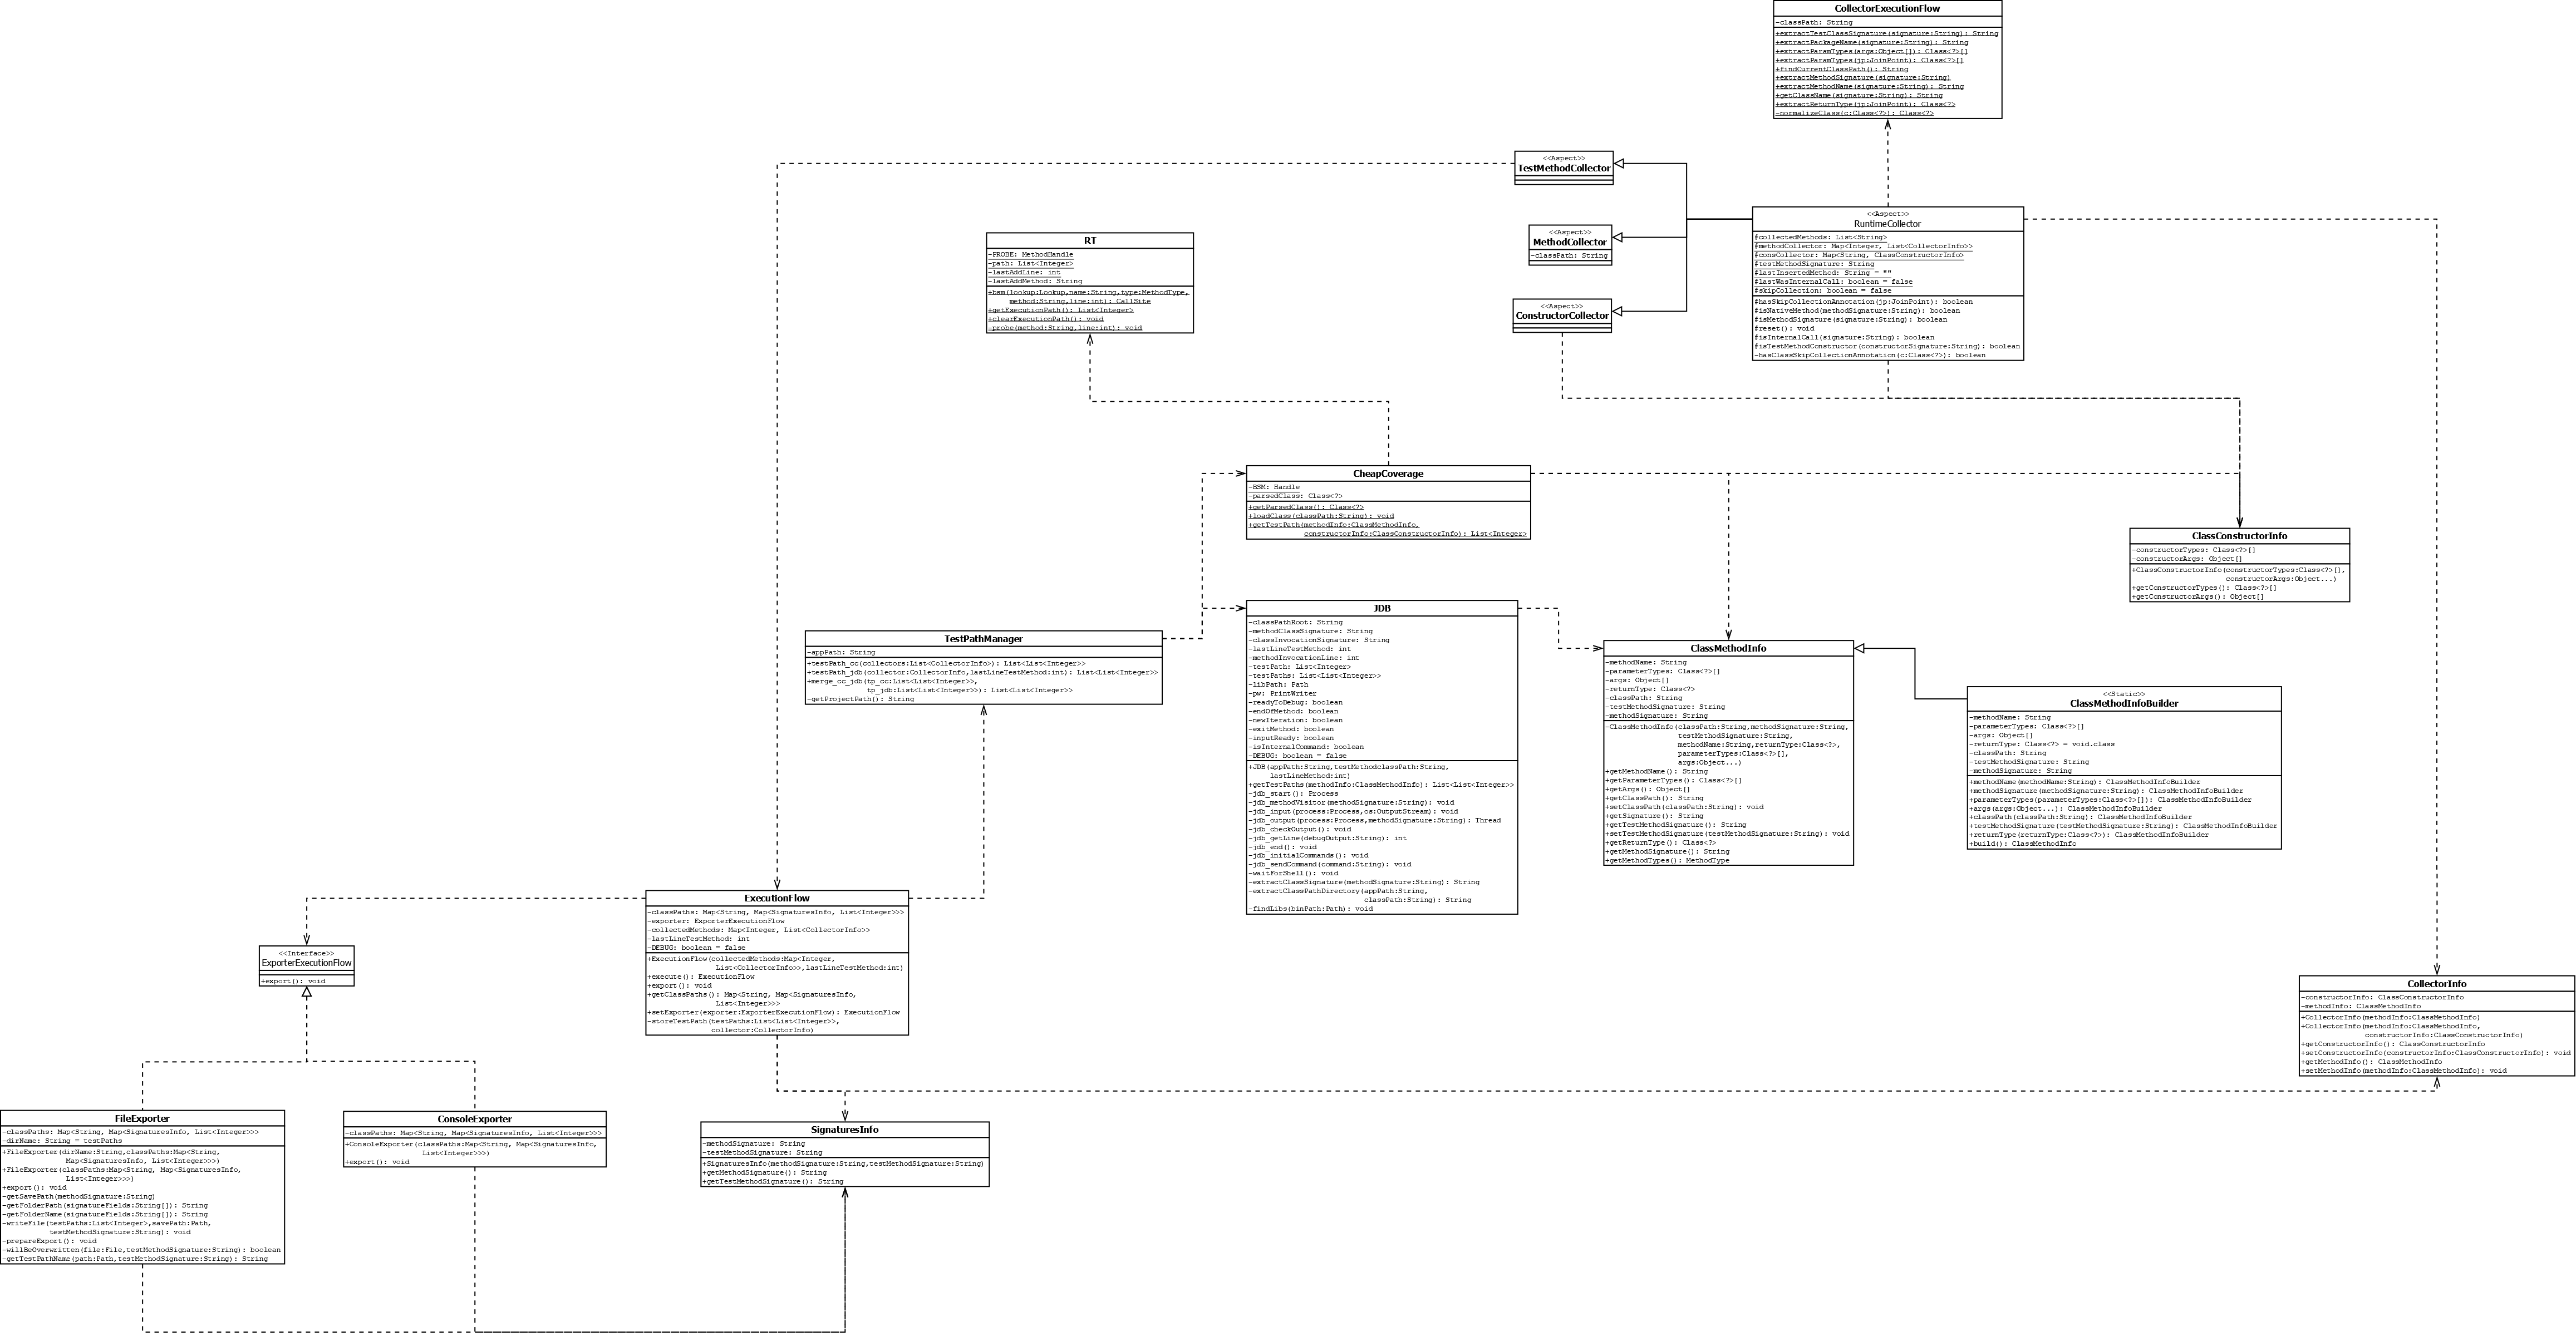 CollectorExecutionFlow
-classPath: String
+extractTestClassSignature(signature:String): String
+extractPackageName(signature:String): String
+extractParamTypes(args:Object[]): Class<?>[]
+extractParamTypes(jp:JoinPoint): Class<?>[]
+findCurrentClassPath(): String
+extractMethodSignature(signature:String)
+extractMethodName(signature:String): String
+getClassName(signature:String): String
+extractReturnType(jp:JoinPoint): Class<?>
-normalizeClass(c:Class<?>): Class<?>
<<Aspect>>
TestMethodCollector
<<Aspect>>
MethodCollector
-classPath: String
<<Aspect>>
ConstructorCollector
<<Aspect>>
RuntimeCollector
#collectedMethods: List<String>
#methodCollector: Map<Integer, List<CollectorInfo>>
#consCollector: Map<String, ClassConstructorInfo>
#testMethodSignature: String
#lastInsertedMethod: String = ""
#lastWasInternalCall: boolean = false
#skipCollection: boolean = false
#hasSkipCollectionAnnotation(jp:JoinPoint): boolean
#isNativeMethod(methodSignature:String): boolean
#isMethodSignature(signature:String): boolean
#reset(): void
#isInternalCall(signature:String): boolean
#isTestMethodConstructor(constructorSignature:String): boolean
-hasClassSkipCollectionAnnotation(c:Class<?>): boolean
RT
-PROBE: MethodHandle
-path: List<Integer>
-lastAddLine: int
-lastAddMethod: String
+bsm(lookup:Lookup,name:String,type:MethodType,
method:String,line:int): CallSite
+getExecutionPath(): List<Integer>
+clearExecutionPath(): void
-probe(method:String,line:int): void
CheapCoverage
-BSM: Handle
-parsedClass: Class<?>
+getParsedClass(): Class<?>
+loadClass(classPath:String): void
+getTestPath(methodInfo:ClassMethodInfo,
constructorInfo:ClassConstructorInfo): List<Integer>
ClassConstructorInfo
-constructorTypes: Class<?>[]
-constructorArgs: Object[]
+ClassConstructorInfo(constructorTypes:Class<?>[],
constructorArgs:Object...)
+getConstructorTypes(): Class<?>[]
+getConstructorArgs(): Object[]
TestPathManager
-appPath: String
+testPath_cc(collectors:List<CollectorInfo>): List<List<Integer>>
+testPath_jdb(collector:CollectorInfo,lastLineTestMethod:int): List<List<Integer>>
+merge_cc_jdb(tp_cc:List<List<Integer>>,
tp_jdb:List<List<Integer>>): List<List<Integer>>
-getProjectPath(): String
JDB
-classPathRoot: String
-methodClassSignature: String
-classInvocationSignature: String
-lastLineTestMethod: int
-methodInvocationLine: int
-testPath: List<Integer>
-testPaths: List<List<Integer>>
-libPath: Path
-pw: PrintWriter
-readyToDebug: boolean
-endOfMethod: boolean
-newIteration: boolean
-exitMethod: boolean
-inputReady: boolean
-isInternalCommand: boolean
-DEBUG: boolean = false
+JDB(appPath:String,testMethodclassPath:String,
lastLineMethod:int)
+getTestPaths(methodInfo:ClassMethodInfo): List<List<Integer>>
-jdb_start(): Process
-jdb_methodVisitor(methodSignature:String): void
-jdb_input(process:Process,os:OutputStream): void
-jdb_output(process:Process,methodSignature:String): Thread
-jdb_checkOutput(): void
-jdb_getLine(debugOutput:String): int
-jdb_end(): void
-jdb_initialCommands(): void
-jdb_sendCommand(command:String): void
-waitForShell(): void
-extractClassSignature(methodSignature:String): String
-extractClassPathDirectory(appPath:String,
classPath:String): String
-findLibs(binPath:Path): void
ClassMethodInfo
-methodName: String
-parameterTypes: Class<?>[]
-args: Object[]
-returnType: Class<?>
-classPath: String
-testMethodSignature: String
-methodSignature: String
-ClassMethodInfo(classPath:String,methodSignature:String,
testMethodSignature:String,
methodName:String,returnType:Class<?>,
parameterTypes:Class<?>[],
args:Object...)
+getMethodName(): String
+getParameterTypes(): Class<?>[]
+getArgs(): Object[]
+getClassPath(): String
+setClassPath(classPath:String): void
+getSignature(): String
+getTestMethodSignature(): String
+setTestMethodSignature(testMethodSignature:String): void
+getReturnType(): Class<?>
+getMethodSignature(): String
+getMethodTypes(): MethodType
<<Static>>
ClassMethodInfoBuilder
-methodName: String
-parameterTypes: Class<?>[]
-args: Object[]
-returnType: Class<?> = void.class
-classPath: String
-testMethodSignature: String
-methodSignature: String
+methodName(methodName:String): ClassMethodInfoBuilder
+methodSignature(methodSignature:String): ClassMethodInfoBuilder
+parameterTypes(parameterTypes:Class<?>[]): ClassMethodInfoBuilder
+args(args:Object...): ClassMethodInfoBuilder
+classPath(classPath:String): ClassMethodInfoBuilder
+testMethodSignature(testMethodSignature:String): ClassMethodInfoBuilder
+returnType(returnType:Class<?>): ClassMethodInfoBuilder
+build(): ClassMethodInfo
ExecutionFlow
-classPaths: Map<String, Map<SignaturesInfo, List<Integer>>>
-exporter: ExporterExecutionFlow
-collectedMethods: Map<Integer, List<CollectorInfo>>
-lastLineTestMethod: int
-DEBUG: boolean = false
+ExecutionFlow(collectedMethods:Map<Integer,
List<CollectorInfo>>,lastLineTestMethod:int)
+execute(): ExecutionFlow
+export(): void
+getClassPaths(): Map<String, Map<SignaturesInfo,
List<Integer>>>
+setExporter(exporter:ExporterExecutionFlow): ExecutionFlow
-storeTestPath(testPaths:List<List<Integer>>,
collector:CollectorInfo)
<<Interface>>
ExporterExecutionFlow
+export(): void
CollectorInfo
-constructorInfo: ClassConstructorInfo
-methodInfo: ClassMethodInfo
+CollectorInfo(methodInfo:ClassMethodInfo)
+CollectorInfo(methodInfo:ClassMethodInfo,
constructorInfo:ClassConstructorInfo)
+getConstructorInfo(): ClassConstructorInfo
+setConstructorInfo(constructorInfo:ClassConstructorInfo): void
+getMethodInfo(): ClassMethodInfo
+setMethodInfo(methodInfo:ClassMethodInfo): void
FileExporter
-classPaths: Map<String, Map<SignaturesInfo, List<Integer>>>
-dirName: String = testPaths
+FileExporter(dirName:String,classPaths:Map<String,
Map<SignaturesInfo, List<Integer>>>)
+FileExporter(classPaths:Map<String, Map<SignaturesInfo,
List<Integer>>>)
+export(): void
-getSavePath(methodSignature:String)
-getFolderPath(signatureFields:String[]): String
-getFolderName(signatureFields:String[]): String
-writeFile(testPaths:List<Integer>,savePath:Path,
testMethodSignature:String): void
-prepareExport(): void
-willBeOverwritten(file:File,testMethodSignature:String): boolean
-getTestPathName(path:Path,testMethodSignature:String): String
ConsoleExporter
-classPaths: Map<String, Map<SignaturesInfo, List<Integer>>>
+ConsoleExporter(classPaths:Map<String, Map<SignaturesInfo,
List<Integer>>>)
+export(): void
SignaturesInfo
-methodSignature: String
-testMethodSignature: String
+SignaturesInfo(methodSignature:String,testMethodSignature:String)
+getMethodSignature(): String
+getTestMethodSignature(): String